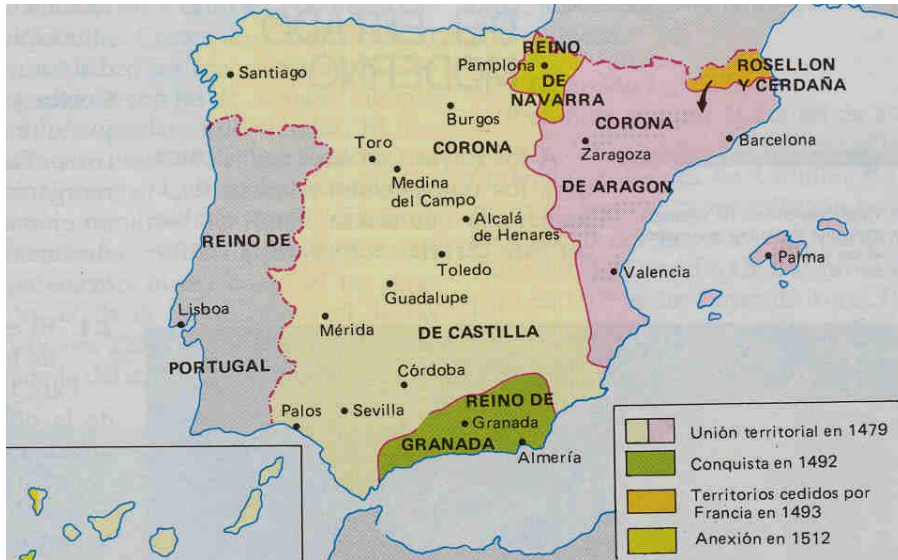 REINO
Pamplona
DE
NAVARRA
ROSELLON
Y CERDAÑA
Santiago
Burgos
CORONA
CORONA
Zaragoza
Barcelona
DE ARAGON
Toro
Medina
del Campo
Alcalá
de Henares
REINO DE
Toledo
Guadalupe
Valencia
Palma
Lisboa
Mérida
DE CASTILLA
PORTUGAL
Córdoba
REINO DE
Palos
Sevilla
Granada
GRANADA
Almería
Unión territorial en 1479
Conquista en 1492
Territorios cedidos por
Francia en 1493
Anexión en 1512